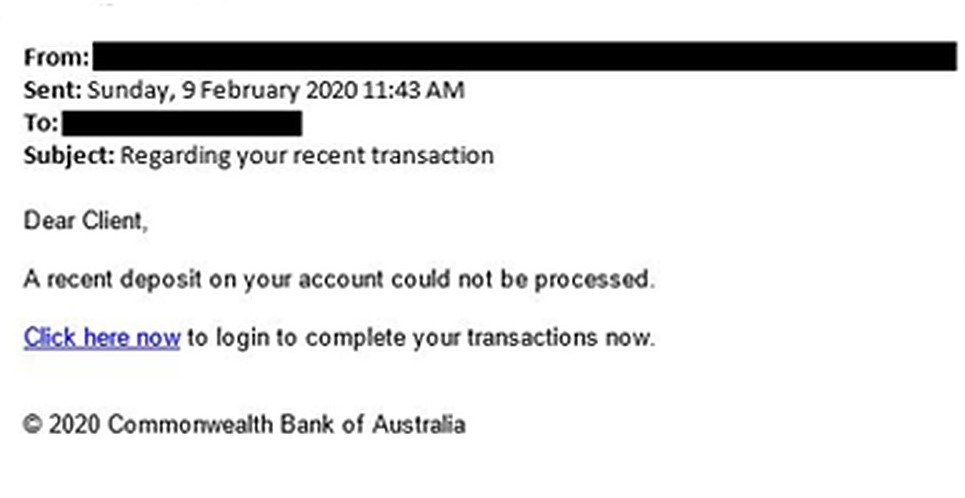 From:
Sent: Sunday, 9 February 2020 11:43 AM
To:
Subject: Regarding your recent transaction
Dear Client,
A recent deposit on your account could not be processed.
Click here now to login to complete your transactions now.
© 2020 Commonwealth Bank of Australia